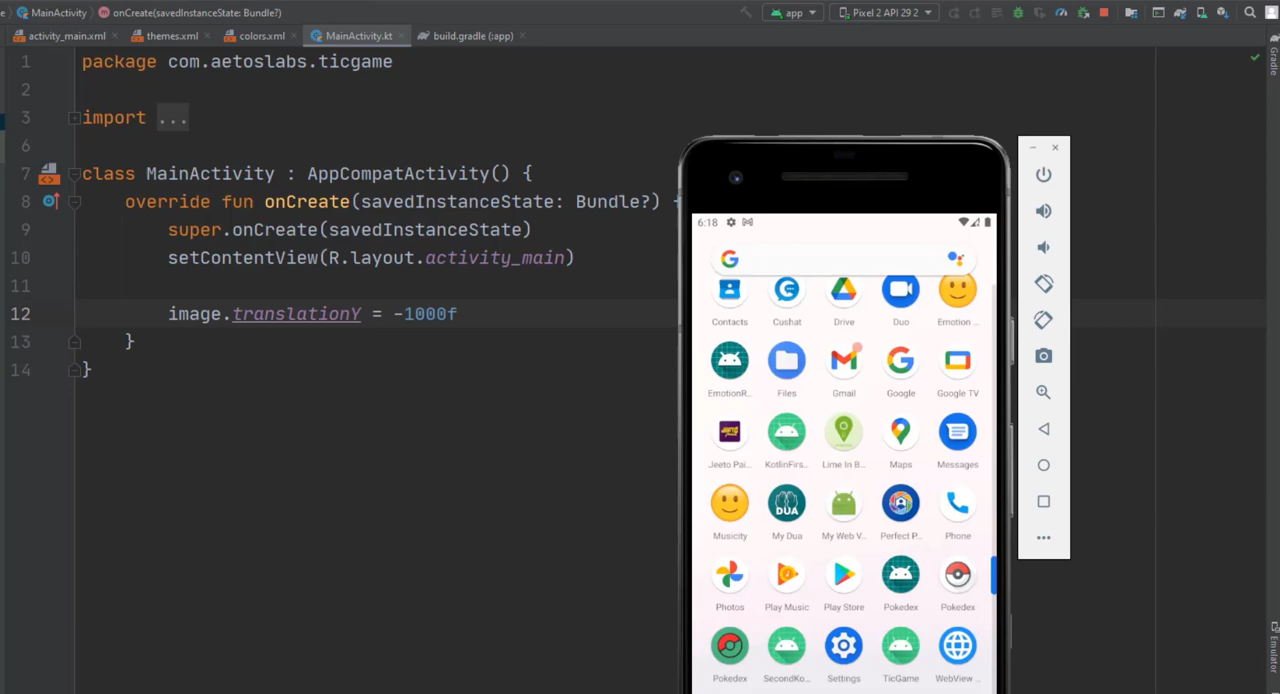 MainActivity onCreate(savedInstanceState: Bundle?) app Pixel 2 API 29 2
activity_main.xml themes.xml colors.xml MainActivity.kt build.gradle (:app)
1 package com.aetoslabs.ticgame
2
3 import ...
6
7 class MainActivity : AppCompatActivity() {
8 override fun onCreate(savedInstanceState: Bundle?) {
9 super.onCreate(savedInstanceState)
10 setContentView(R.layout.activity_main)
11
12 image.translationY = -1000f
13 }
14 }
Gradle
Emulator
6:18
Contacts Cushat Drive Duo Emotion ...
EmotionR... Files Gmail Google Google TV
Jeeto Pai... KotlinFirs... Lime In B... Maps Messages
DUA
Musicity My Dua My Web V... Perfect P... Phone
Photos Play Music Play Store Pokedex Pokedex
Pokedex SecondKo... Settings TicGame WebView ...